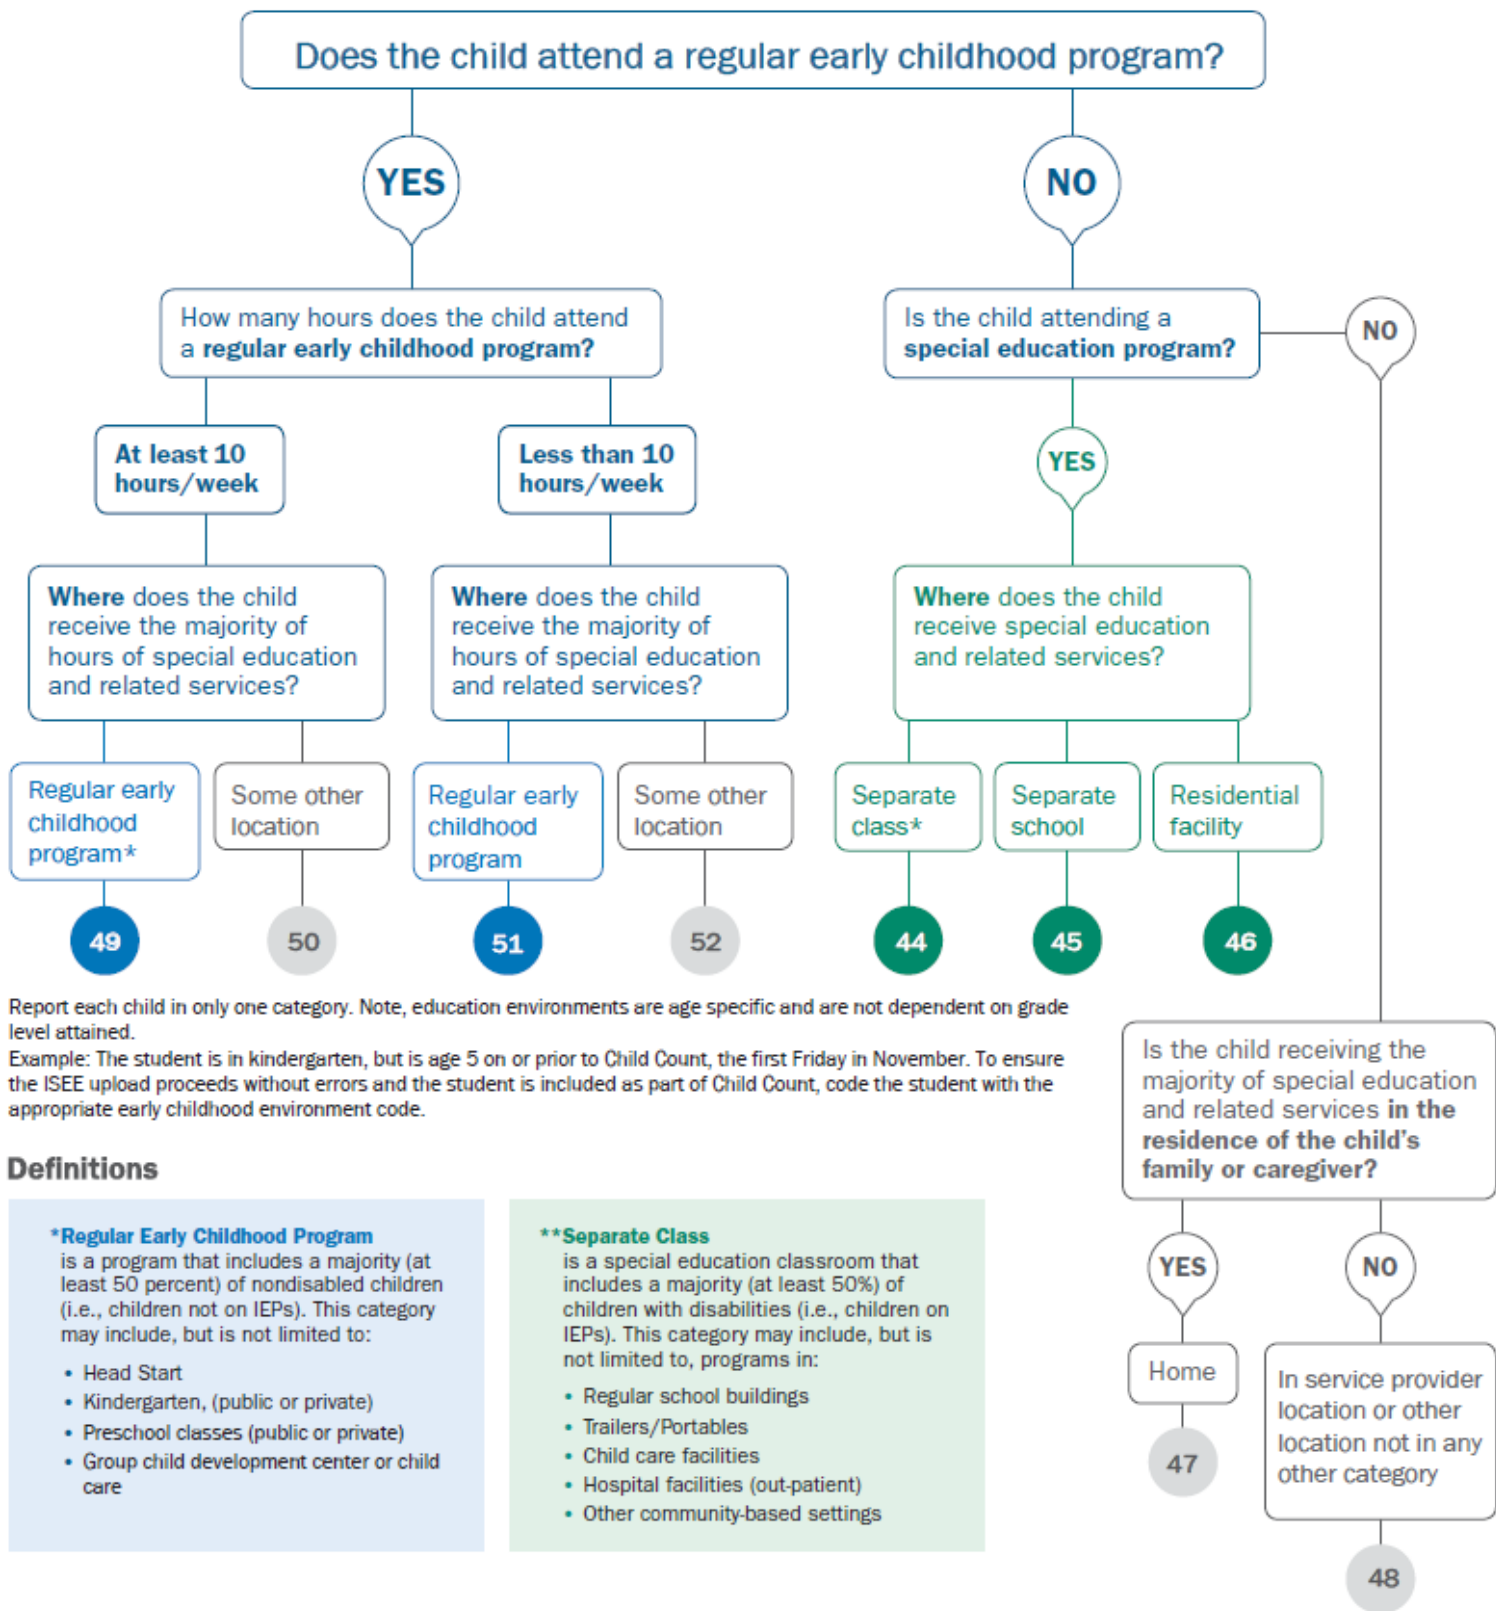 Does the child attend a regular early childhood program?
YES
NO
How many hours does the child attend
a regular early childhood program?
Is the child attending a
special education program?
NO
At least 10
hours/week
Less than 10
hours/week
YES
Where does the child
receive the majority of
hours of special education
and related services?
Where does the child
receive the majority of
hours of special education
and related services?
Where does the child
receive special education
and related services?
Regular early
childhood
program*
Some other
location
Regular early
childhood
program
Some other
location
Separate
class*
Separate
school
Residential
facility
49
50
51
52
44
45
46
Report each child in only one category. Note, education environments are age specific and are not dependent on grade
level attained.
Example: The student is in kindergarten, but is age 5 on or prior to Child Count, the first Friday in November. To ensure
the ISEE upload proceeds without errors and the student is included as part of Child Count, code the student with the
appropriate early childhood environment code.
Is the child receiving the
majority of special education
and related services in the
residence of the child's
family or caregiver?
YES
NO
Home
In service provider
location or other
location not in any
other category
47
48
Definitions
*Regular Early Childhood Program
is a program that includes a majority (at
least 50 percent) of nondisabled children
(i.e., children not on IEPs). This category
may include, but is not limited to:
• Head Start
• Kindergarten, (public or private)
• Preschool classes (public or private)
• Group child development center or child
care
**Separate Class
is a special education classroom that
includes a majority (at least 50%) of
children with disabilities (i.e., children on
IEPs). This category may include, but is
not limited to, programs in:
• Regular school buildings
• Trailers/Portables
• Child care facilities
• Hospital facilities (out-patient)
• Other community-based settings